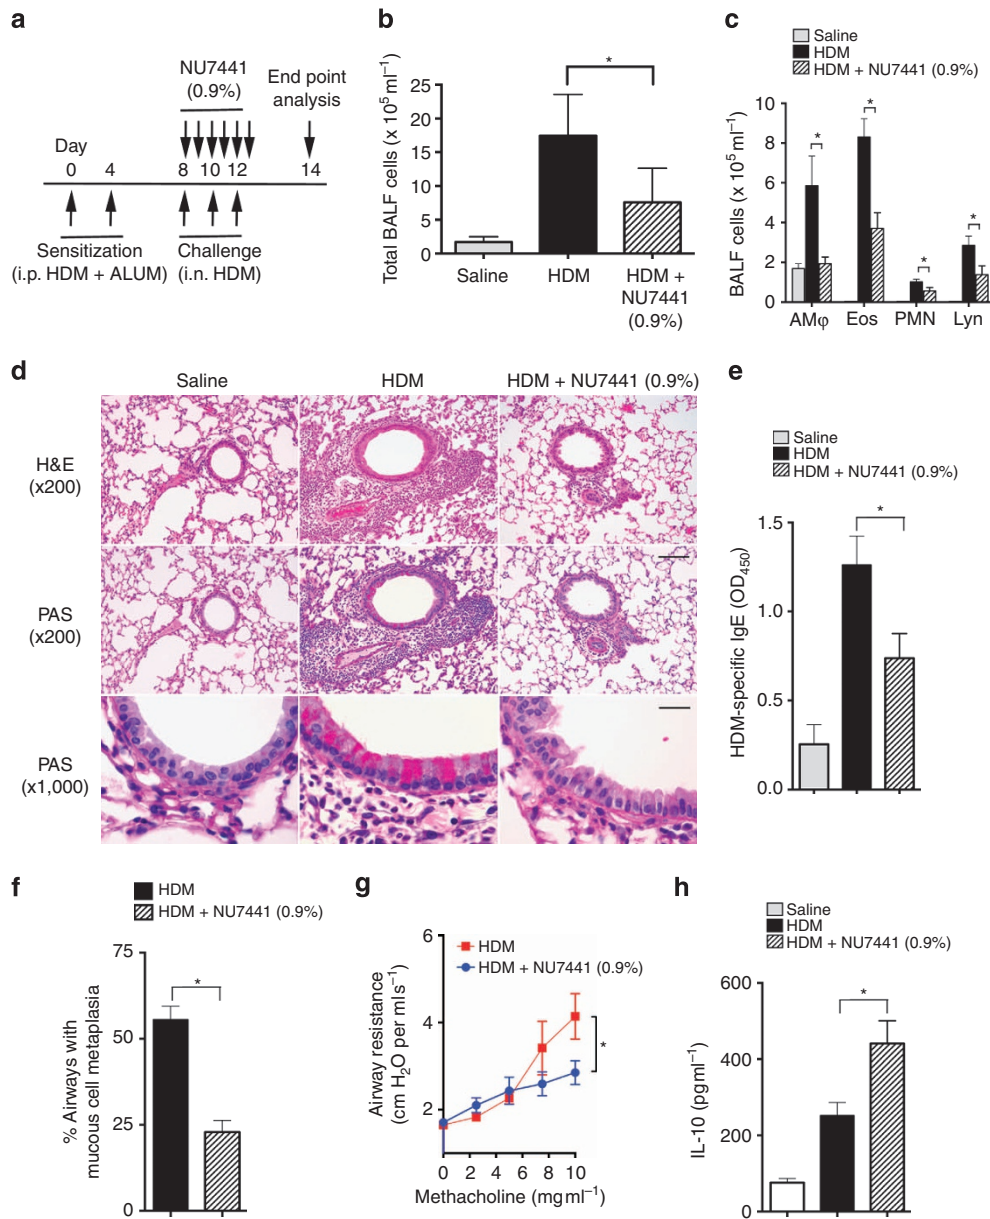 a
NU7441
(0.9%)
End point
analysis
Day
0 4 8 10 12 14
Sensitization
(i.p. HDM + ALUM)
Challenge
(i.n. HDM)
b
*
Total BALF cells (x 10⁵ ml⁻¹)
25
20
15
10
5
0
Saline
HDM
HDM +
NU7441
(0.9%)
c
Saline
HDM
HDM + NU7441 (0.9%)
BALF cells (x 10⁵ ml⁻¹)
10
8
6
4
2
0
* * * *
AMφ Eos PMN Lyn
d
Saline HDM HDM + NU7441 (0.9%)
H&E
(x200)
PAS
(x200)
PAS
(x1,000)
e
Saline
HDM
HDM + NU7441 (0.9%)
*
HDM-specific IgE (OD₄₅₀)
1.5
1.0
0.5
0.0
f
HDM
HDM + NU7441 (0.9%)
*
% Airways with
mucous cell metaplasia
75
50
25
0
g
HDM
HDM + NU7441 (0.9%)
*
Airway resistance
(cm H₂O per ml s⁻¹)
6
4
2
0 2 4 6 8 10
Methacholine (mg ml⁻¹)
h
Saline
HDM
HDM + NU7441 (0.9%)
*
IL-10 (pg ml⁻¹)
600
400
200
0